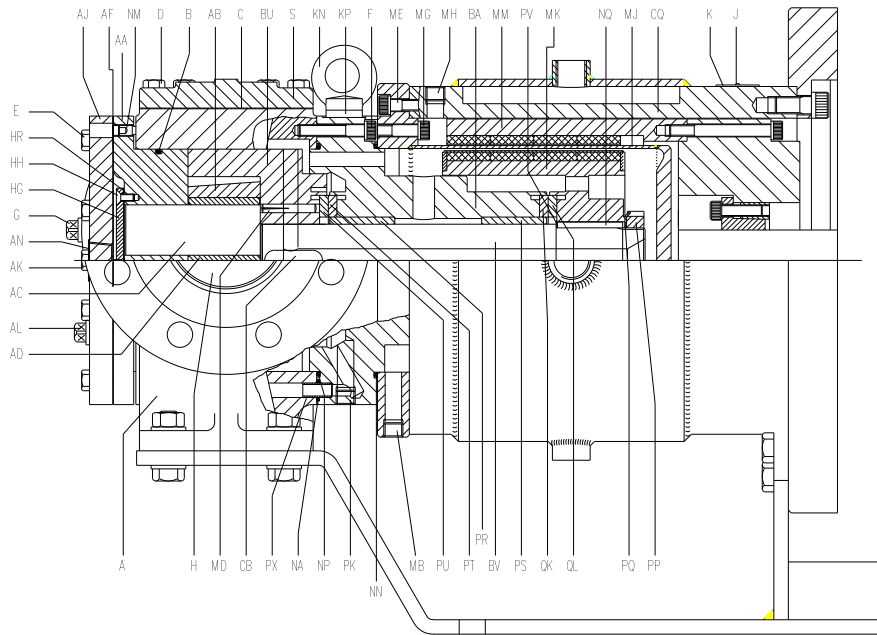 AJ AF AA NM D B AB C BU S KN KP F ME MG MH BA MM PV MK NQ MJ CQ K J
E
HR
HH
HG
G
AN
AK
AC
AL
AD
A H MD CB PX NA NP PK NN MB PU PT PR BV PS QK QL PQ PP